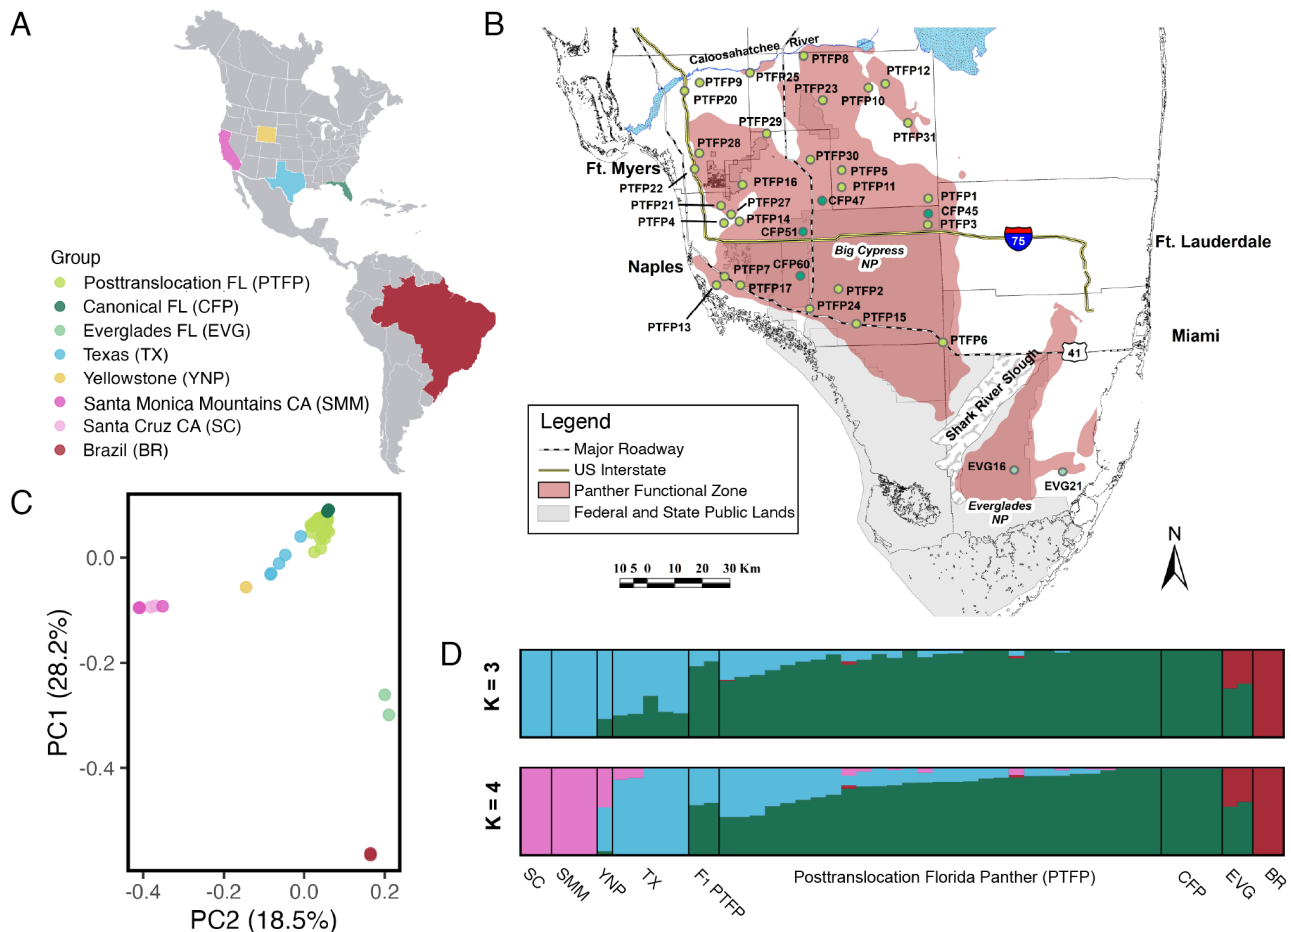 A
Group
Posttranslocation FL (PTFP)
Canonical FL (CFP)
Everglades FL (EVG)
Texas (TX)
Yellowstone (YNP)
Santa Monica Mountains CA (SMM)
Santa Cruz CA (SC)
Brazil (BR)
B
Caloosahatchee River
PTFP8
PTFP12
PTFP25
PTFP9
PTFP23
PTFP10
PTFP20
PTFP29
PTFP31
PTFP28
PTFP30
Ft. Myers
PTFP5
PTFP22
PTFP16
PTFP11
PTFP1
PTFP21
PTFP27
CFP47
CFP45
PTFP4
PTFP14
PTFP3
CFP51
75
Ft. Lauderdale
Big Cypress
NP
Naples
CFP60
PTFP7
PTFP17
PTFP2
PTFP24
PTFP13
PTFP15
PTFP6
Miami
41
Shark River Slough
EVG16
EVG21
Everglades
NP
Legend
Major Roadway
US Interstate
Panther Functional Zone
Federal and State Public Lands
10 5 0 10 20 30 Km
N
C
0.0
-0.2
-0.4
PC1 (28.2%)
-0.4 -0.2 0.0 0.2
PC2 (18.5%)
D
K = 3
K = 4
SC
SMM
YNP
TX
F1 PTFP
Posttranslocation Florida Panther (PTFP)
CFP
EVG
BR